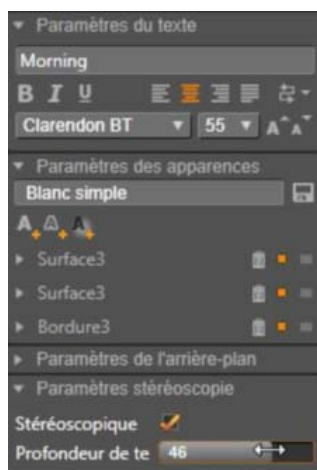 Paramètres du texte
Morning
B I U
Clarendon BT 55 A A
Paramètres des apparences
Blanc simple
A A A
Surface3
Surface3
Bordure3
Paramètres de l'arrière-plan
Paramètres stéréoscopie
Stéréoscopique
Profondeur de te 46